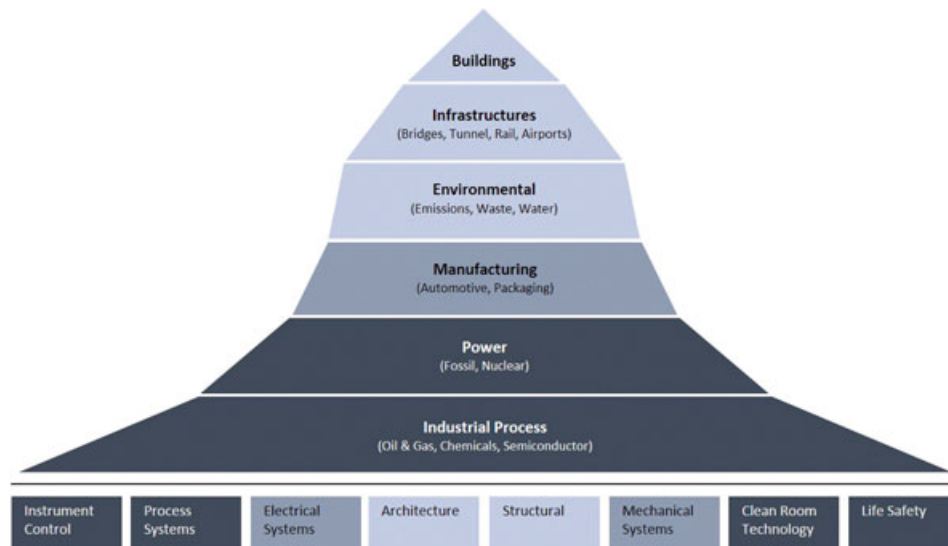 Buildings
Infrastructures
(Bridges, Tunnel, Rail, Airports)
Environmental
(Emissions, Waste, Water)
Manufacturing
(Automotive, Packaging)
Power
(Fossil, Nuclear)
Industrial Process
(Oil & Gas, Chemicals, Semiconductor)
Instrument
Control
Process
Systems
Electrical
Systems
Architecture
Structural
Mechanical
Systems
Clean Room
Technology
Life Safety